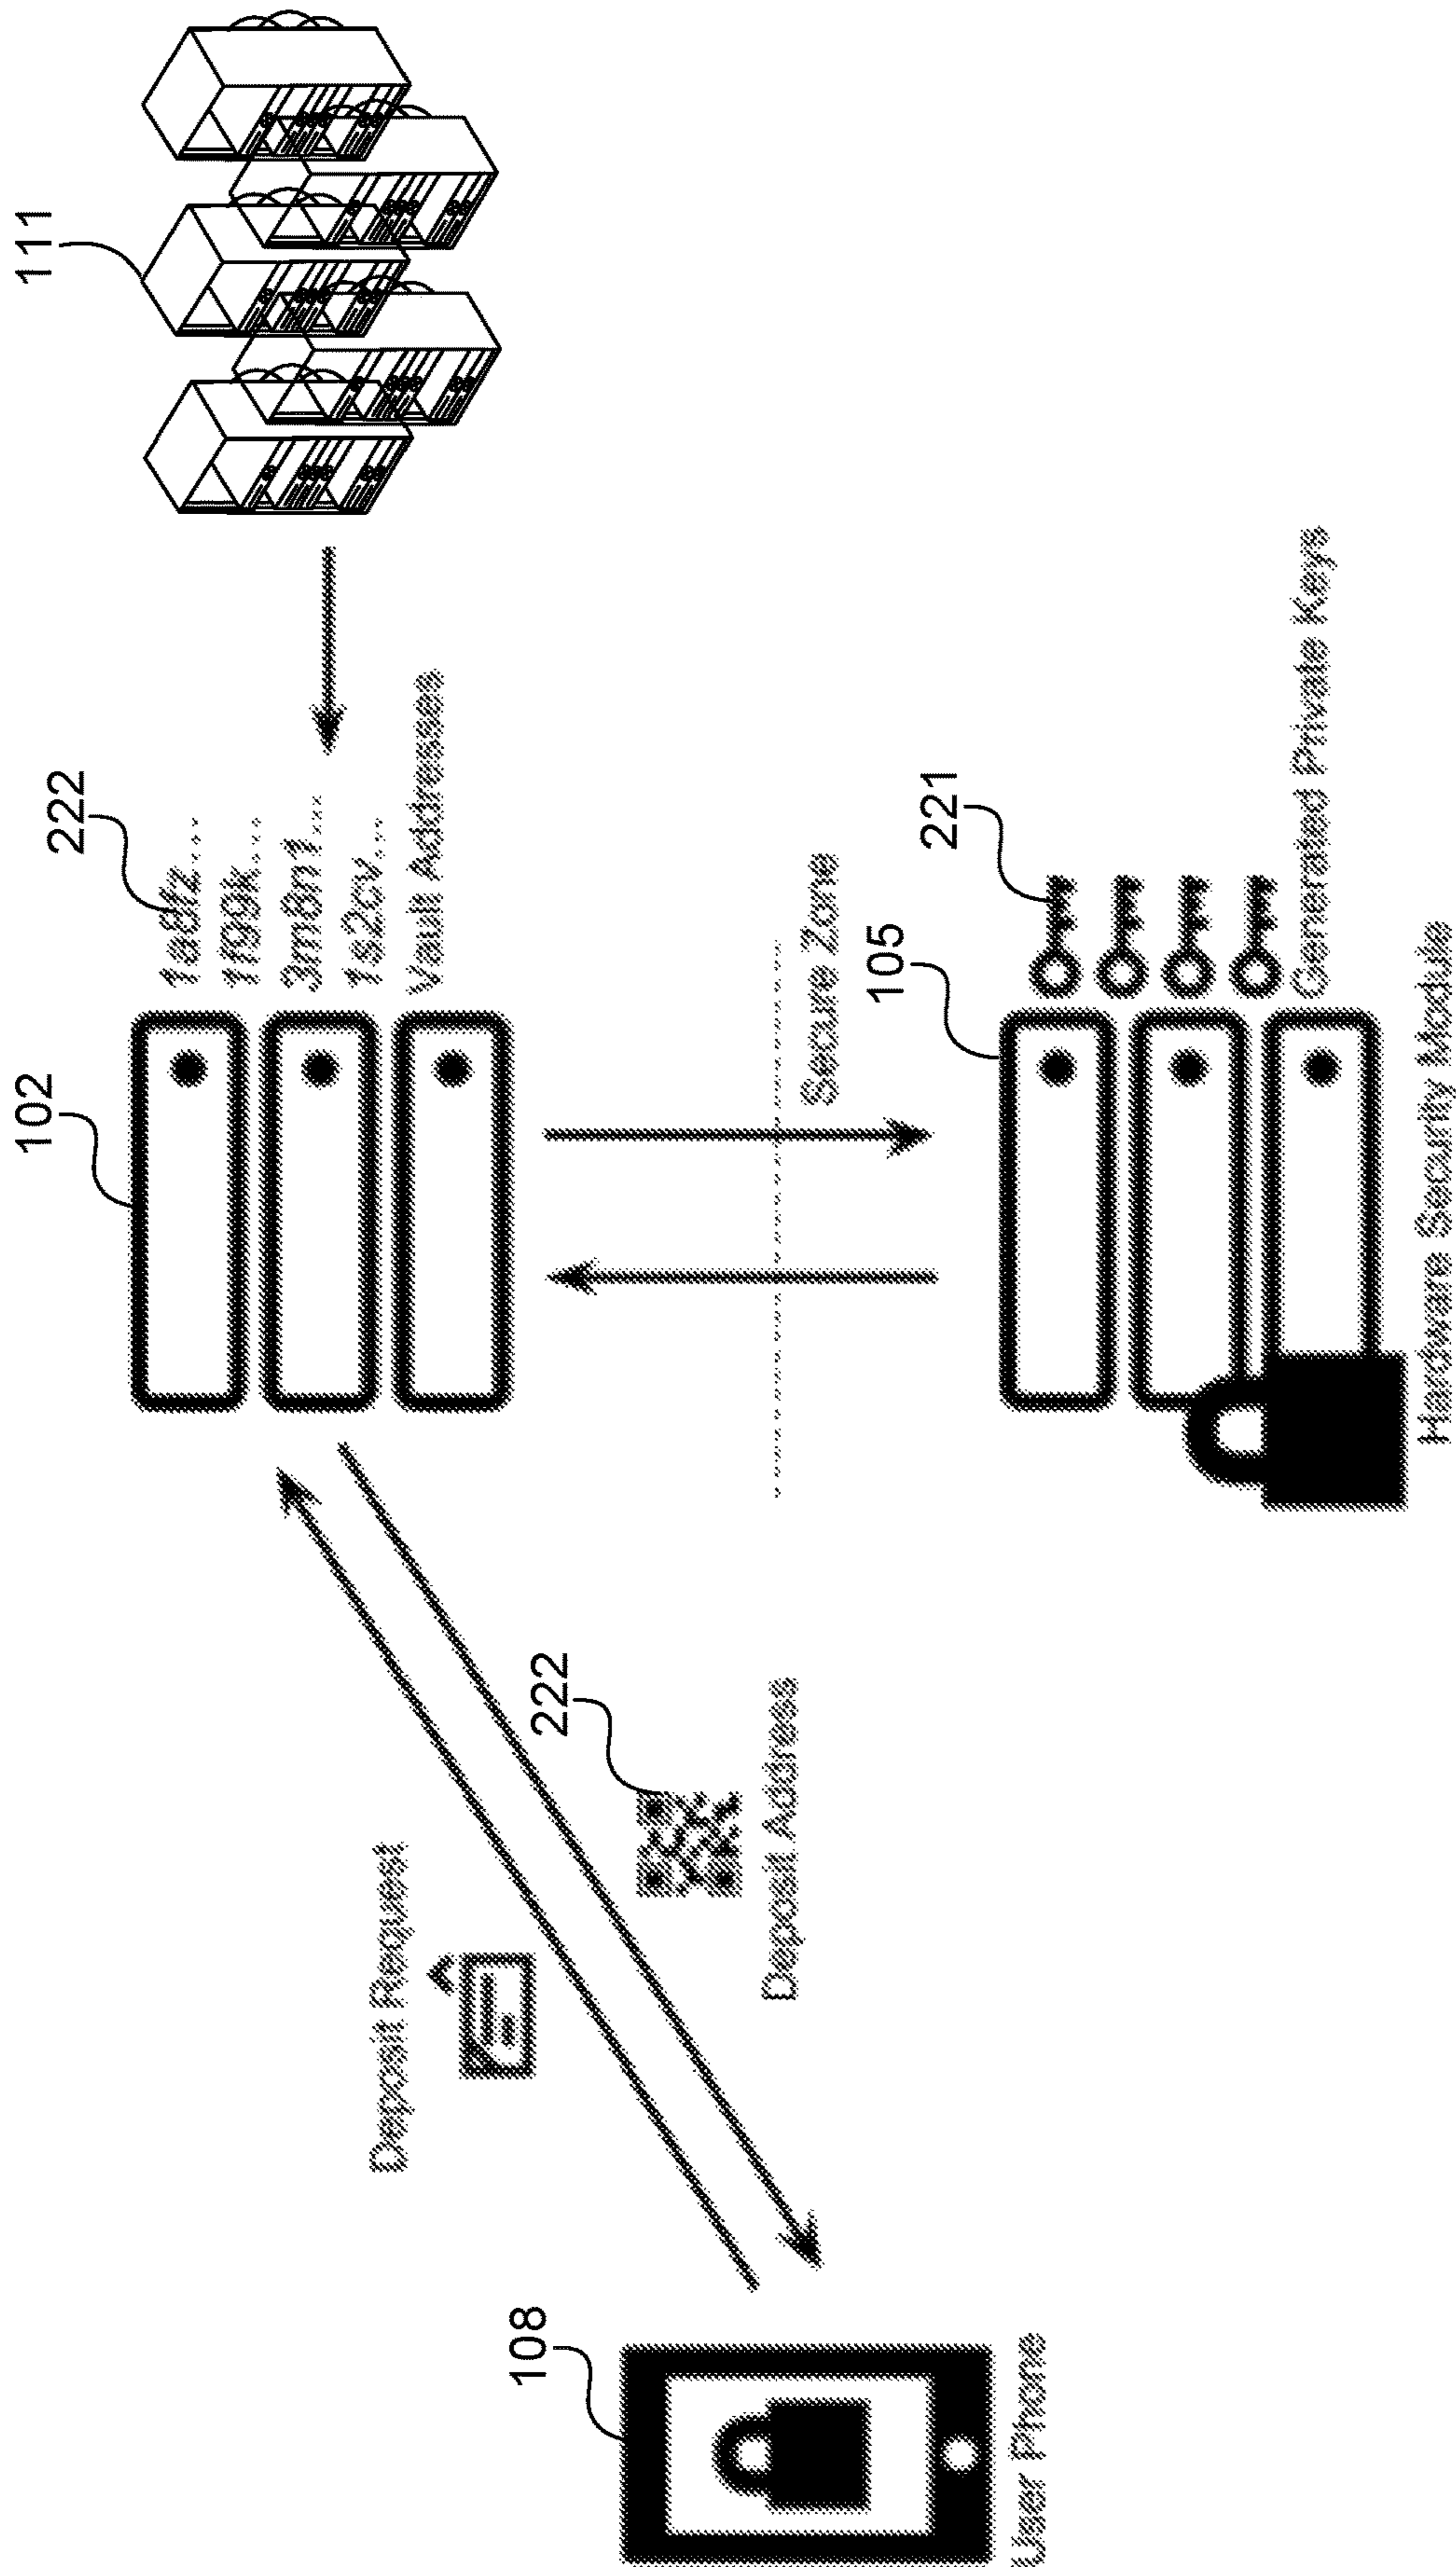 111
102
222
1a8fz...
1f9gk...
3m8n1...
1s2cv...
Vault Addresses
Deposit Request
222
Deposit Address
108
User Phone
Secure Zone
105
221
Generated Private Keys
Hardware Security Module